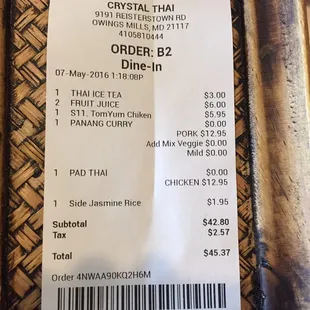 CRYSTAL THAI
9191 REISTERSTOWN RD
OWINGS MILLS, MD 21117
4105810444
ORDER: B2
Dine-In
07-May-2016 1:18:08P
1 THAI ICE TEA $3.00
2 FRUIT JUICE $6.00
1 S11. TomYum Chiken $5.95
1 PANANG CURRY $0.00
PORK $12.95
Add Mix Veggie $0.00
Mild $0.00
1 PAD THAI $0.00
CHICKEN $12.95
1 Side Jasmine Rice $1.95
Subtotal $42.80
Tax $2.57
Total $45.37
Order 4NWAA90KQ2H6M